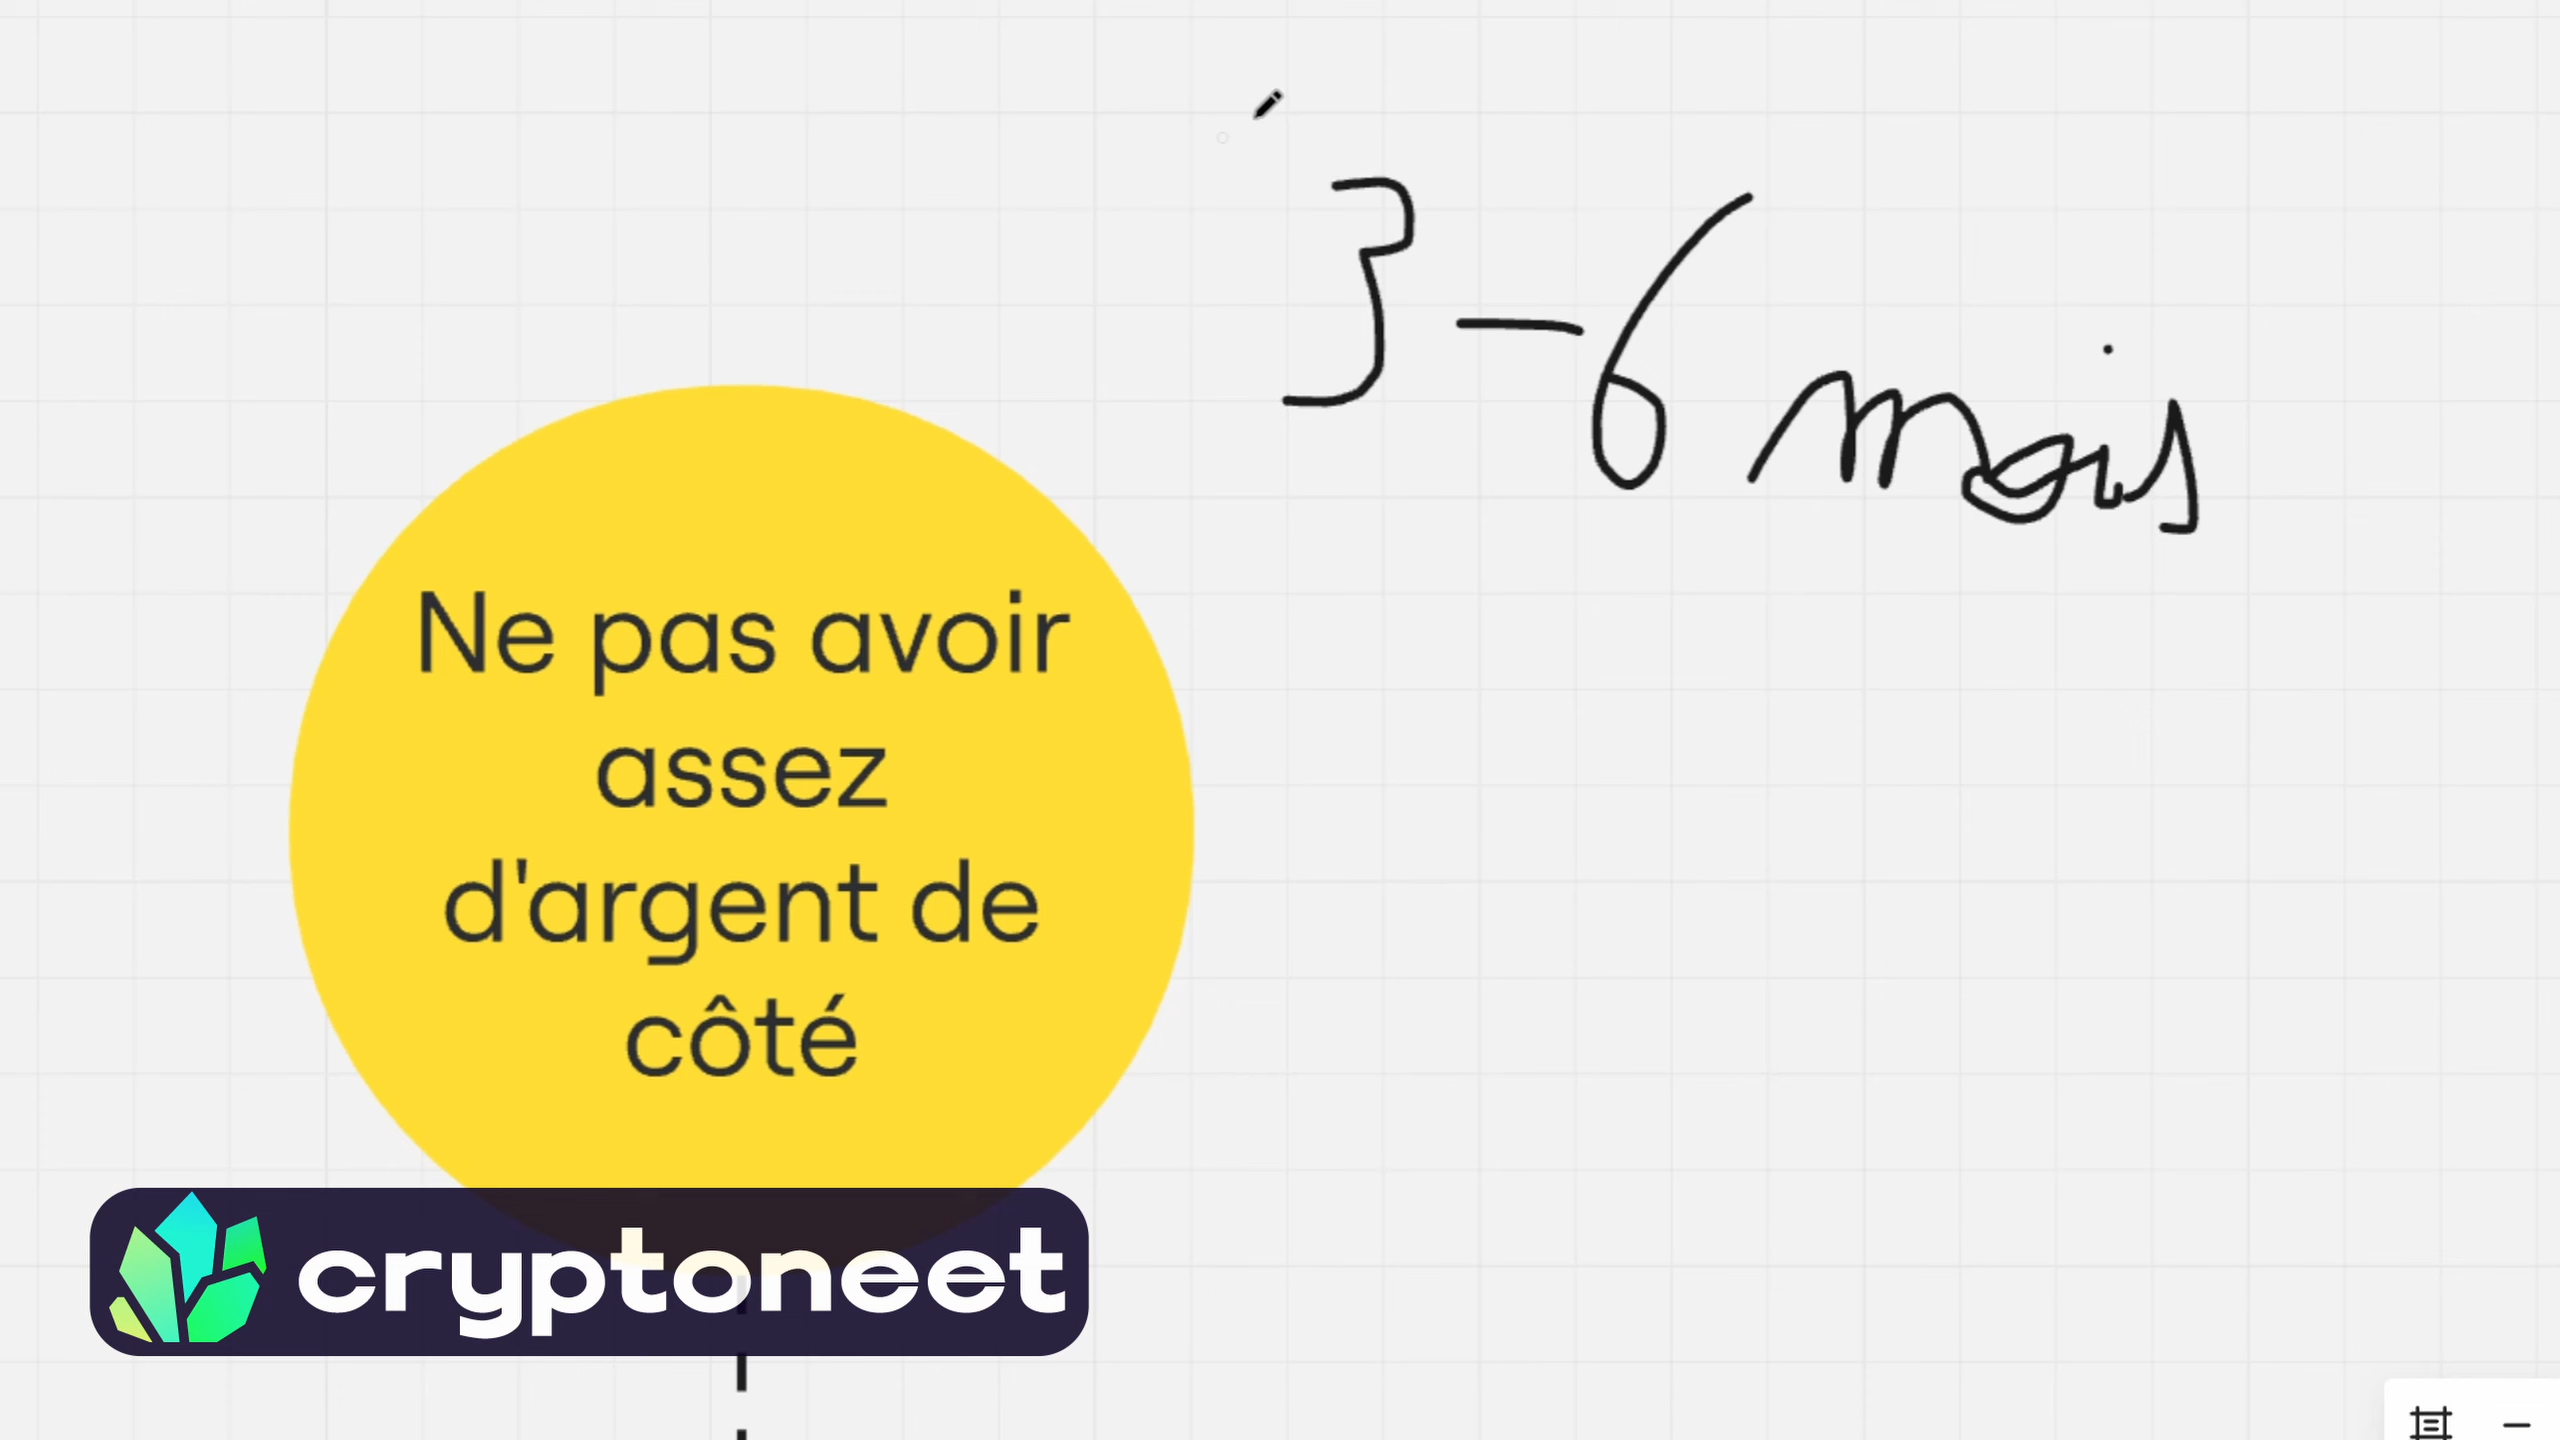 3-6 mois
Ne pas avoir
assez
d'argent de
côté
cryptoneet